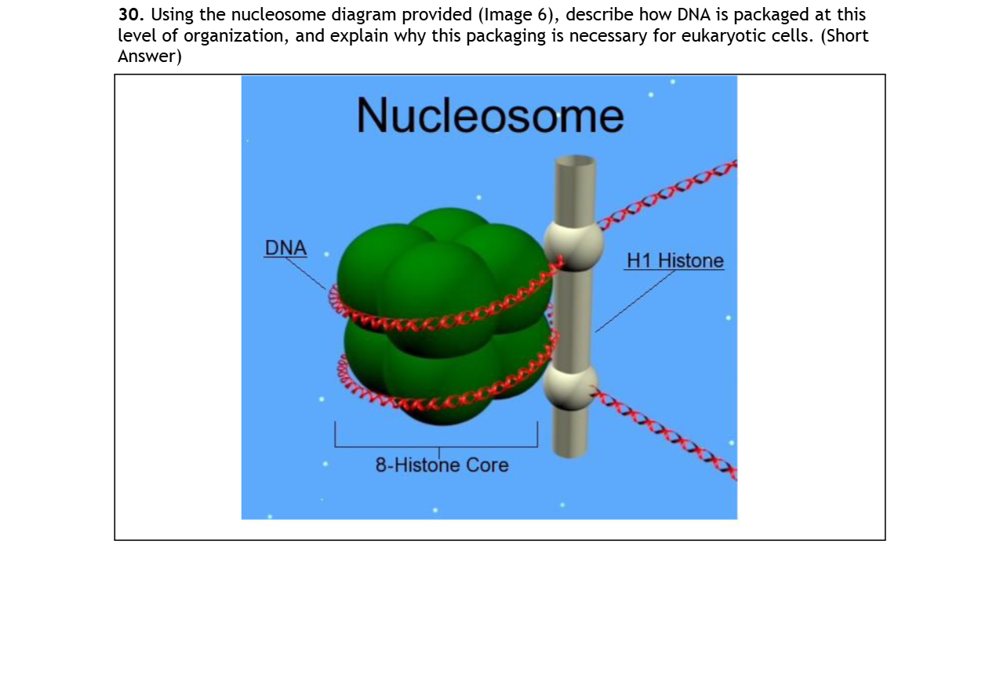 30. Using the nucleosome diagram provided (Image 6), describe how DNA is packaged at this
level of organization, and explain why this packaging is necessary for eukaryotic cells. (Short
Answer)
Nucleosome
DNA
H1 Histone
8-Histone Core